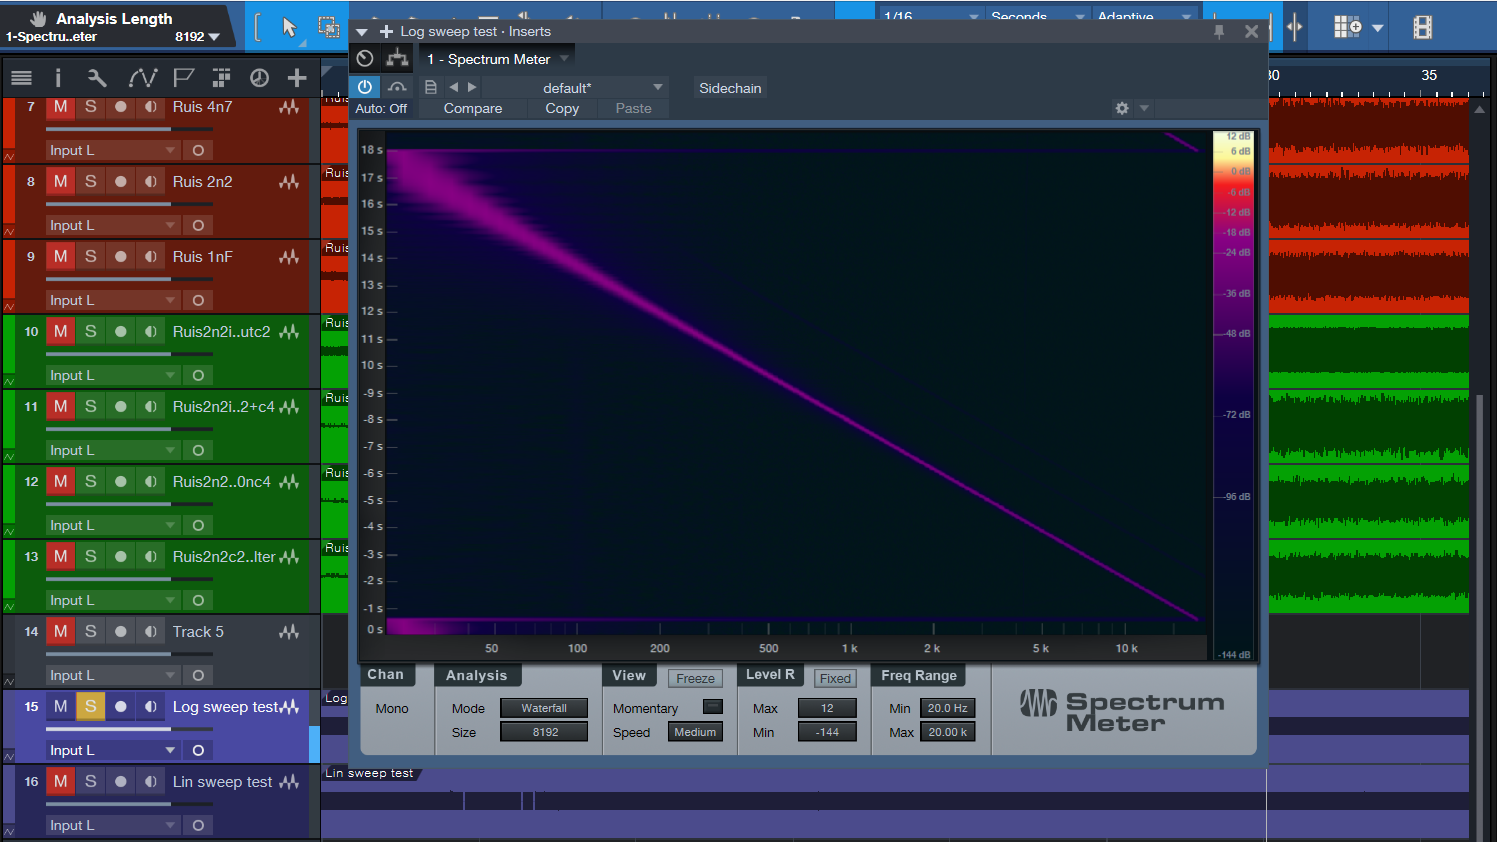 Analysis Length
1-Spectru..eter 8192
1/16 Seconds Adaptive
Log sweep test · Inserts
1 - Spectrum Meter
default*
Sidechain
Auto: Off Compare Copy Paste
30 35
7 M S Ruis 4n7
Input L
8 M S Ruis 2n2
Input L
9 M S Ruis 1nF
Input L
10 M S Ruis2n2i..utc2
Input L
11 M S Ruis2n2i..2+c4
Input L
12 M S Ruis2n2..0nc4
Input L
13 M S Ruis2n2c2..lter
Input L
14 M S Track 5
Input L
15 M S Log sweep test
Input L
16 M S Lin sweep test
Input L
Ruis
Ruis
Ruis
Ruis
Ruis
Ruis
Ruis
Log
Lin sweep test
18 s
17 s
16 s
15 s
14 s
13 s
12 s
11 s
10 s
-9 s
-8 s
-7 s
-6 s
-5 s
-4 s
-3 s
-2 s
-1 s
0 s
50 100 200 500 1 k 2 k 5 k 10 k
12 dB
6 dB
0 dB
-6 dB
-12 dB
-18 dB
-24 dB
-36 dB
-48 dB
-72 dB
-96 dB
-144 dB
Chan
Mono
Analysis
Mode Waterfall
Size 8192
View Freeze
Momentary
Speed Medium
Level R Fixed
Max 12
Min -144
Freq Range
Min 20.0 Hz
Max 20.00 k
Spectrum
Meter